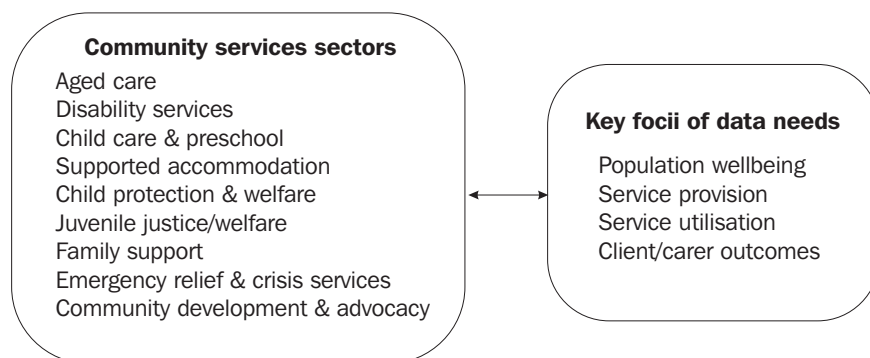 Community services sectors
Aged care
Disability services
Child care & preschool
Supported accommodation
Child protection & welfare
Juvenile justice/welfare
Family support
Emergency relief & crisis services
Community development & advocacy
Key focii of data needs
Population wellbeing
Service provision
Service utilisation
Client/carer outcomes